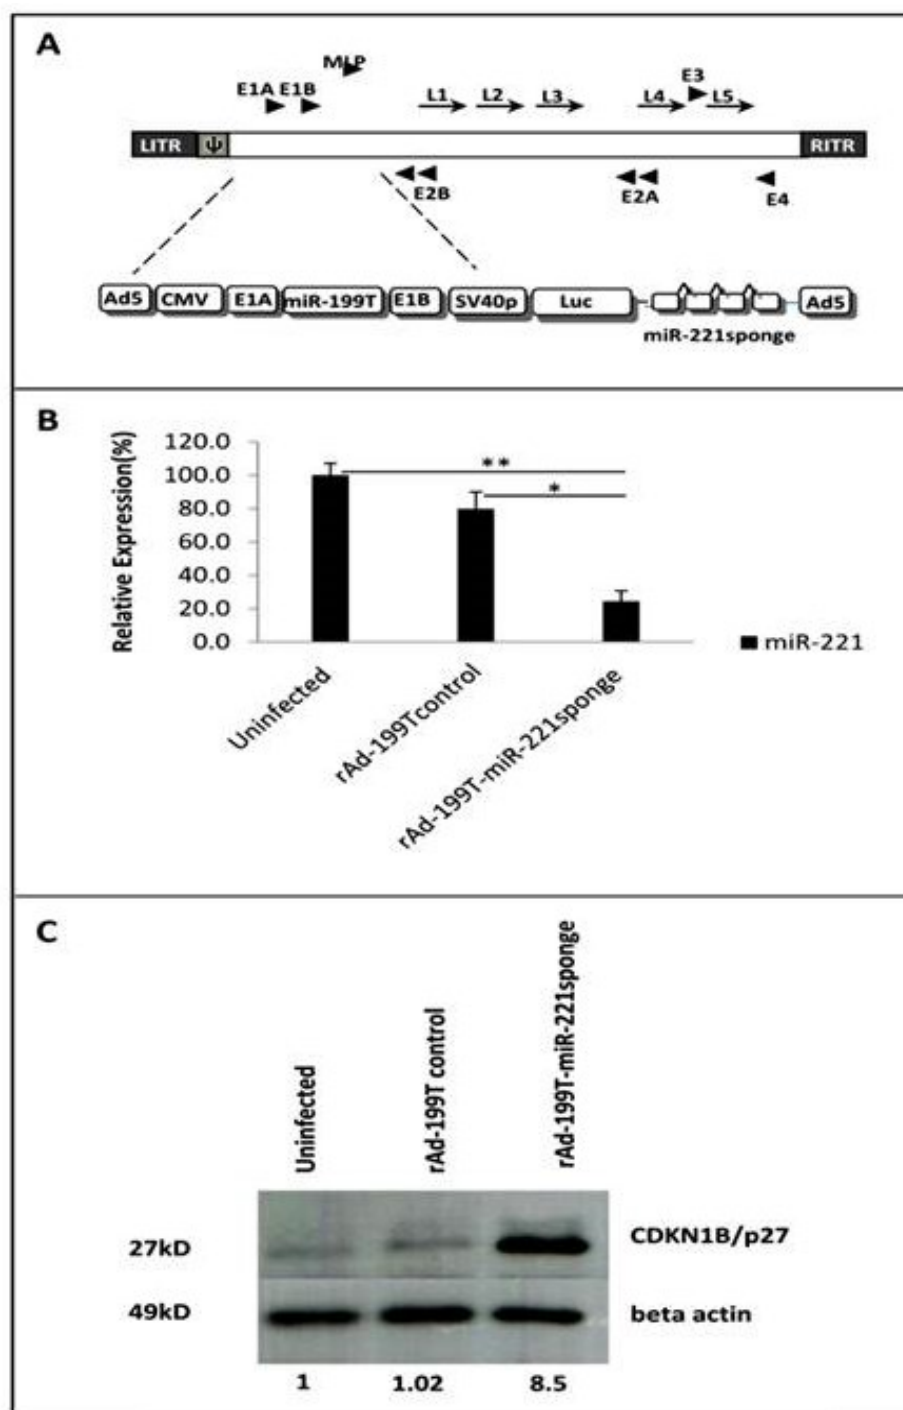 A
MLP
E3
E1A E1B
L1 L2 L3 L4 L5
LITR Ψ RITR
E2B E2A E4
Ad5 CMV E1A miR-199T E1B SV40p Luc Ad5
miR-221sponge
B
Relative Expression(%)
120.0
100.0
80.0
60.0
40.0
20.0
0.0
**
*
miR-221
Uninfected
rAd-199Tcontrol
rAd-199T-miR-221sponge
C
Uninfected
rAd-199T control
rAd-199T-miR-221sponge
27kD CDKN1B/p27
49kD beta actin
1 1.02 8.5